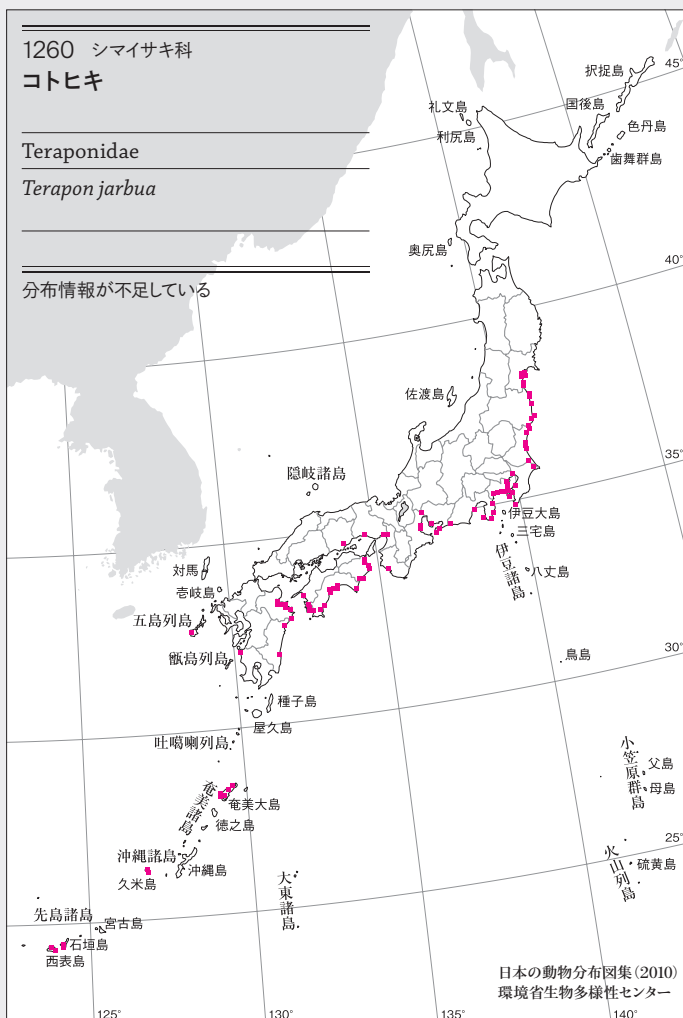 1260 シマイサキ科
コトヒキ
Teraponidae
Terapon jarbua
分布情報が不足している
45°
択捉島
国後島
礼文島
色丹島
利尻島
歯舞群島
奥尻島
40°
佐渡島
35°
隠岐諸島
伊豆大島
三宅島
伊豆諸島
八丈島
対馬
壱岐島
五島列島
甑島列島
鳥島
30°
種子島
屋久島
吐噶喇列島
小笠原群島
父島
母島
奄美諸島
奄美大島
徳之島
25°
沖縄諸島
沖縄島
久米島
火山列島
硫黄島
大東諸島
先島諸島
宮古島
石垣島
西表島
日本の動物分布図集(2010)
環境省生物多様性センター
125°
130°
135°
140°